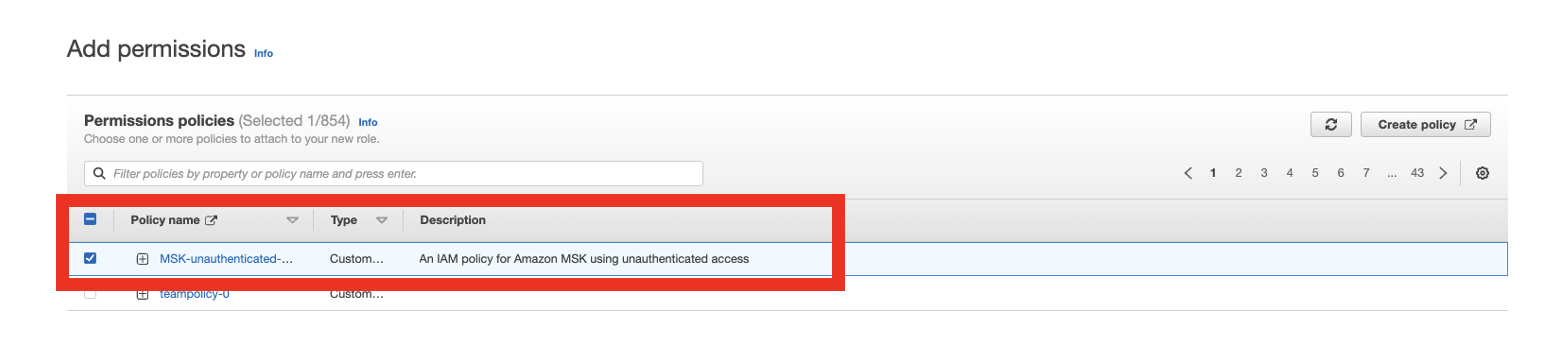 Add permissions Info
Permissions policies (Selected 1/854) Info
Create policy
Choose one or more policies to attach to your new role.
Filter policies by property or policy name and press enter.
1 2 3 4 5 6 7 ... 43
Policy name Type Description
MSK-unauthenticated-... Custom... An IAM policy for Amazon MSK using unauthenticated access
teampolicy-0 Custom...